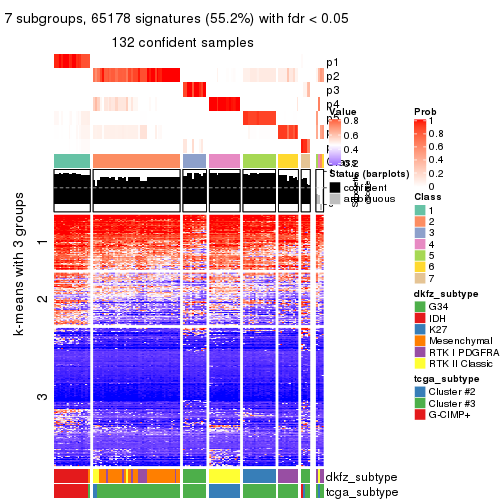 7 subgroups, 65178 signatures (55.2%) with fdr < 0.05
132 confident samples
p1
p2
p3
p4
k-means with 3 groups
1
2
3
Value
0.8
0.6
0.4
Status (barplots)
confident
ambiguous
Prob
1
0.8
0.6
0.4
0.2
0
Class
1
2
3
4
5
6
7
dkfz_subtype
G34
IDH
K27
Mesenchymal
RTK I PDGFRA
RTK II Classic
tcga_subtype
Cluster #2
Cluster #3
G-CIMP+
dkfz_subtype
tcga_subtype